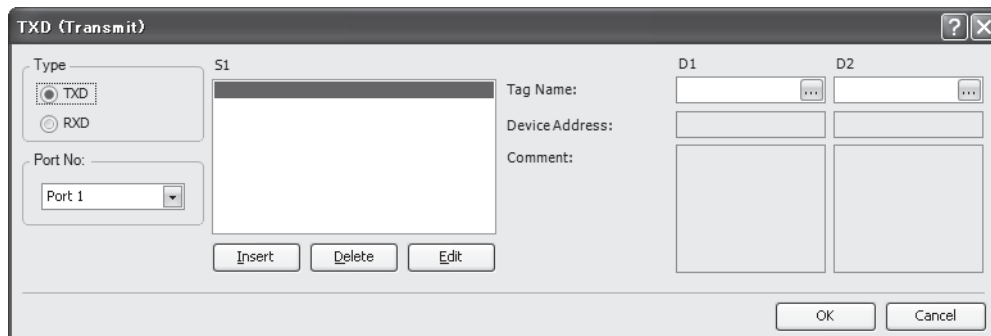 TXD (Transmit)
Type
TXD
RXD
Port No:
Port 1
S1
Insert
Delete
Edit
D1
D2
Tag Name:
...
...
Device Address:
Comment:
OK
Cancel